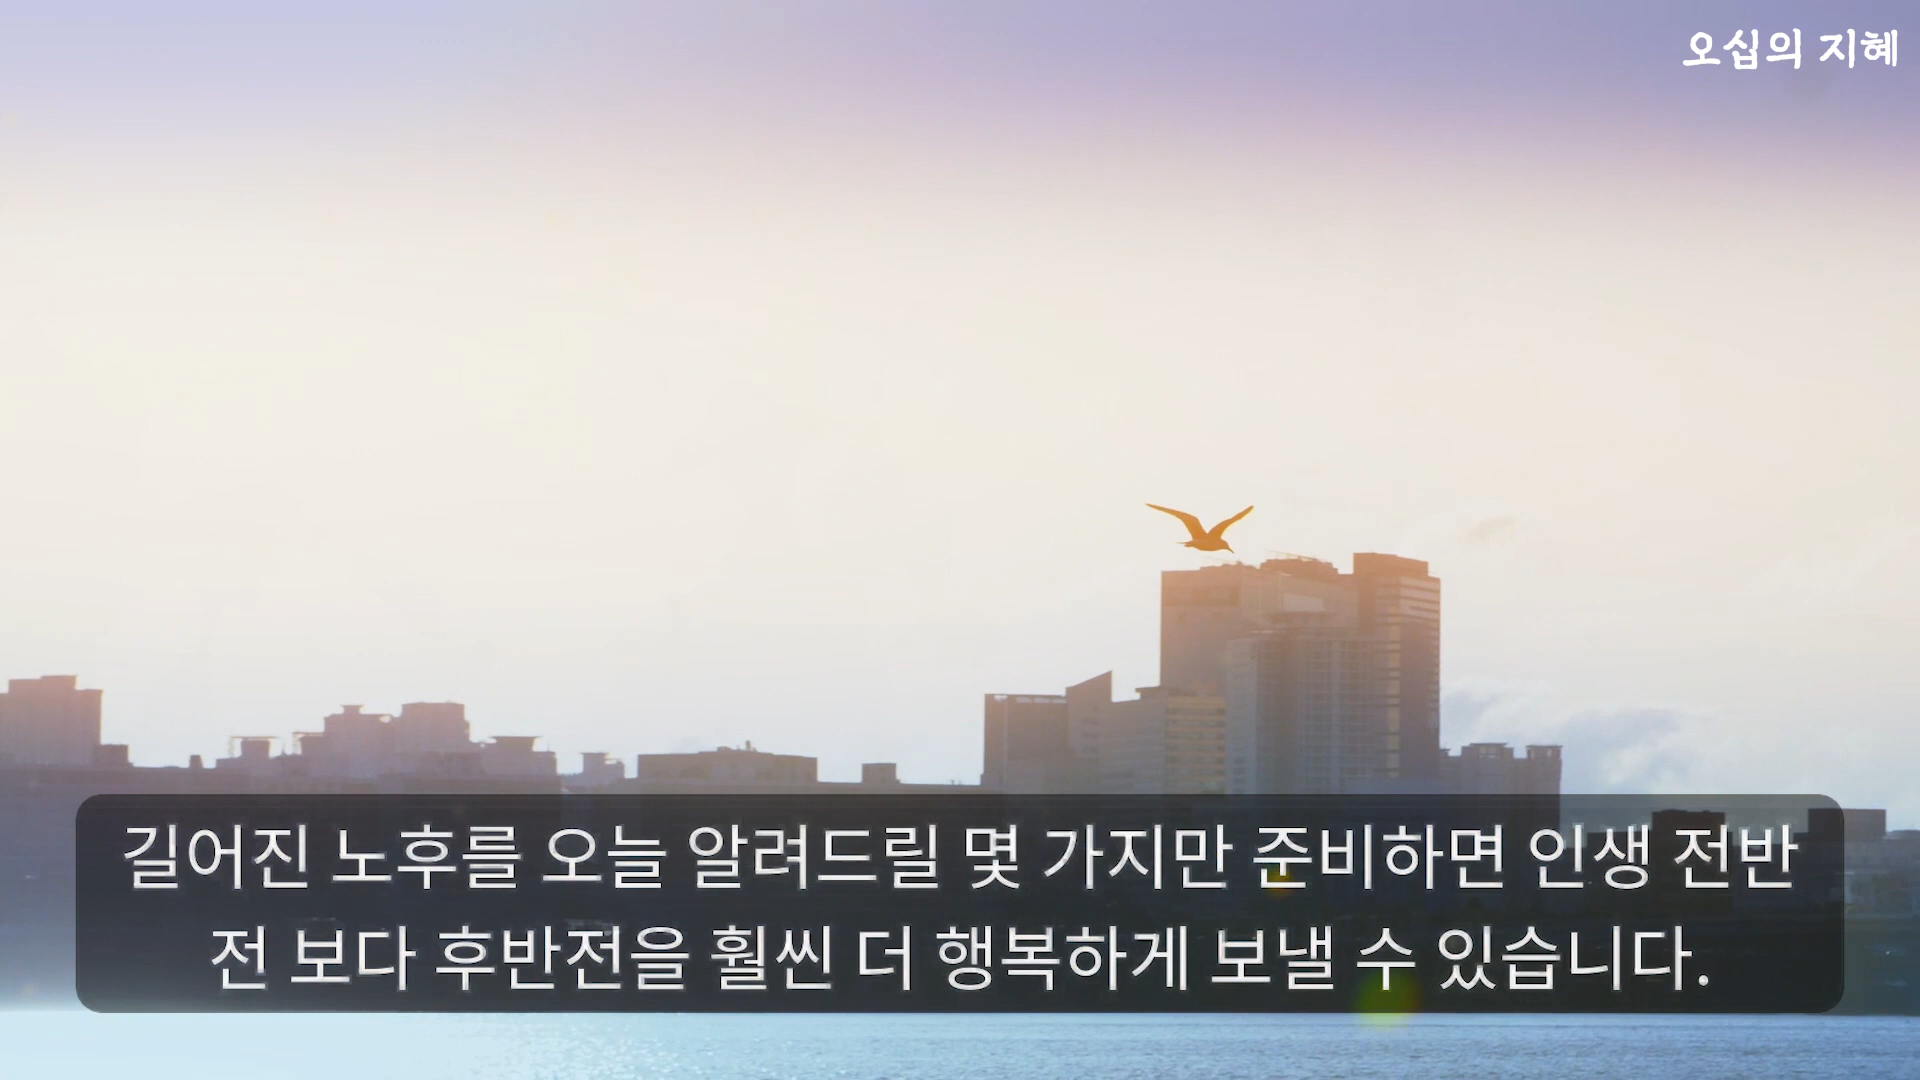 오십의 지혜
길어진 노후를 오늘 알려드릴 몇 가지만 준비하면 인생 전반
전 보다 후반전을 훨씬 더 행복하게 보낼 수 있습니다.